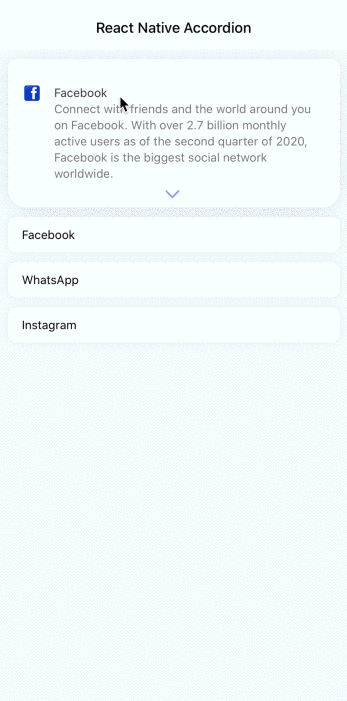 React Native Accordion
Facebook
Connect with friends and the world around you
on Facebook. With over 2.7 billion monthly
active users as of the second quarter of 2020,
Facebook is the biggest social network
worldwide.
Facebook
WhatsApp
Instagram